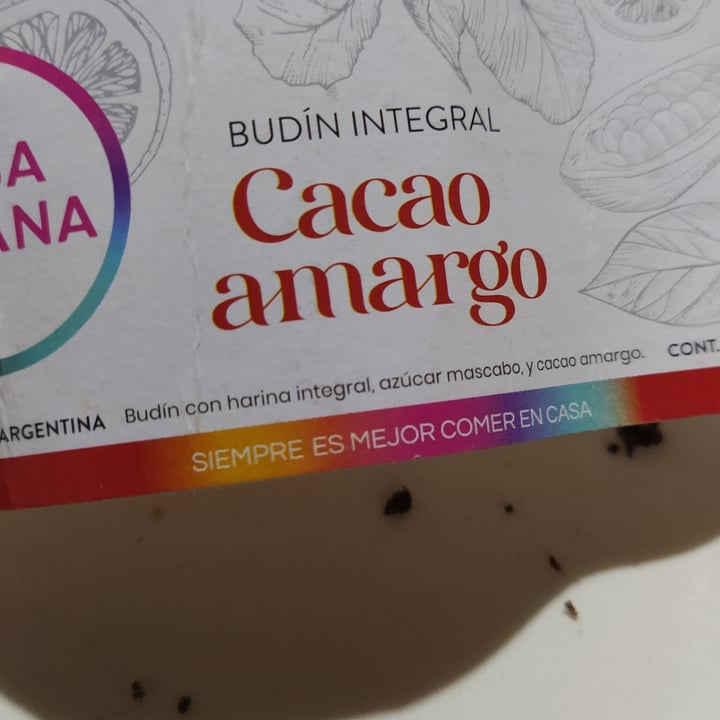 BUDÍN INTEGRAL
Cacao
amargo
ANA
ARGENTINA
Budín con harina integral, azúcar mascabo, y cacao amargo.
CONT.
SIEMPRE ES MEJOR COMER EN CASA